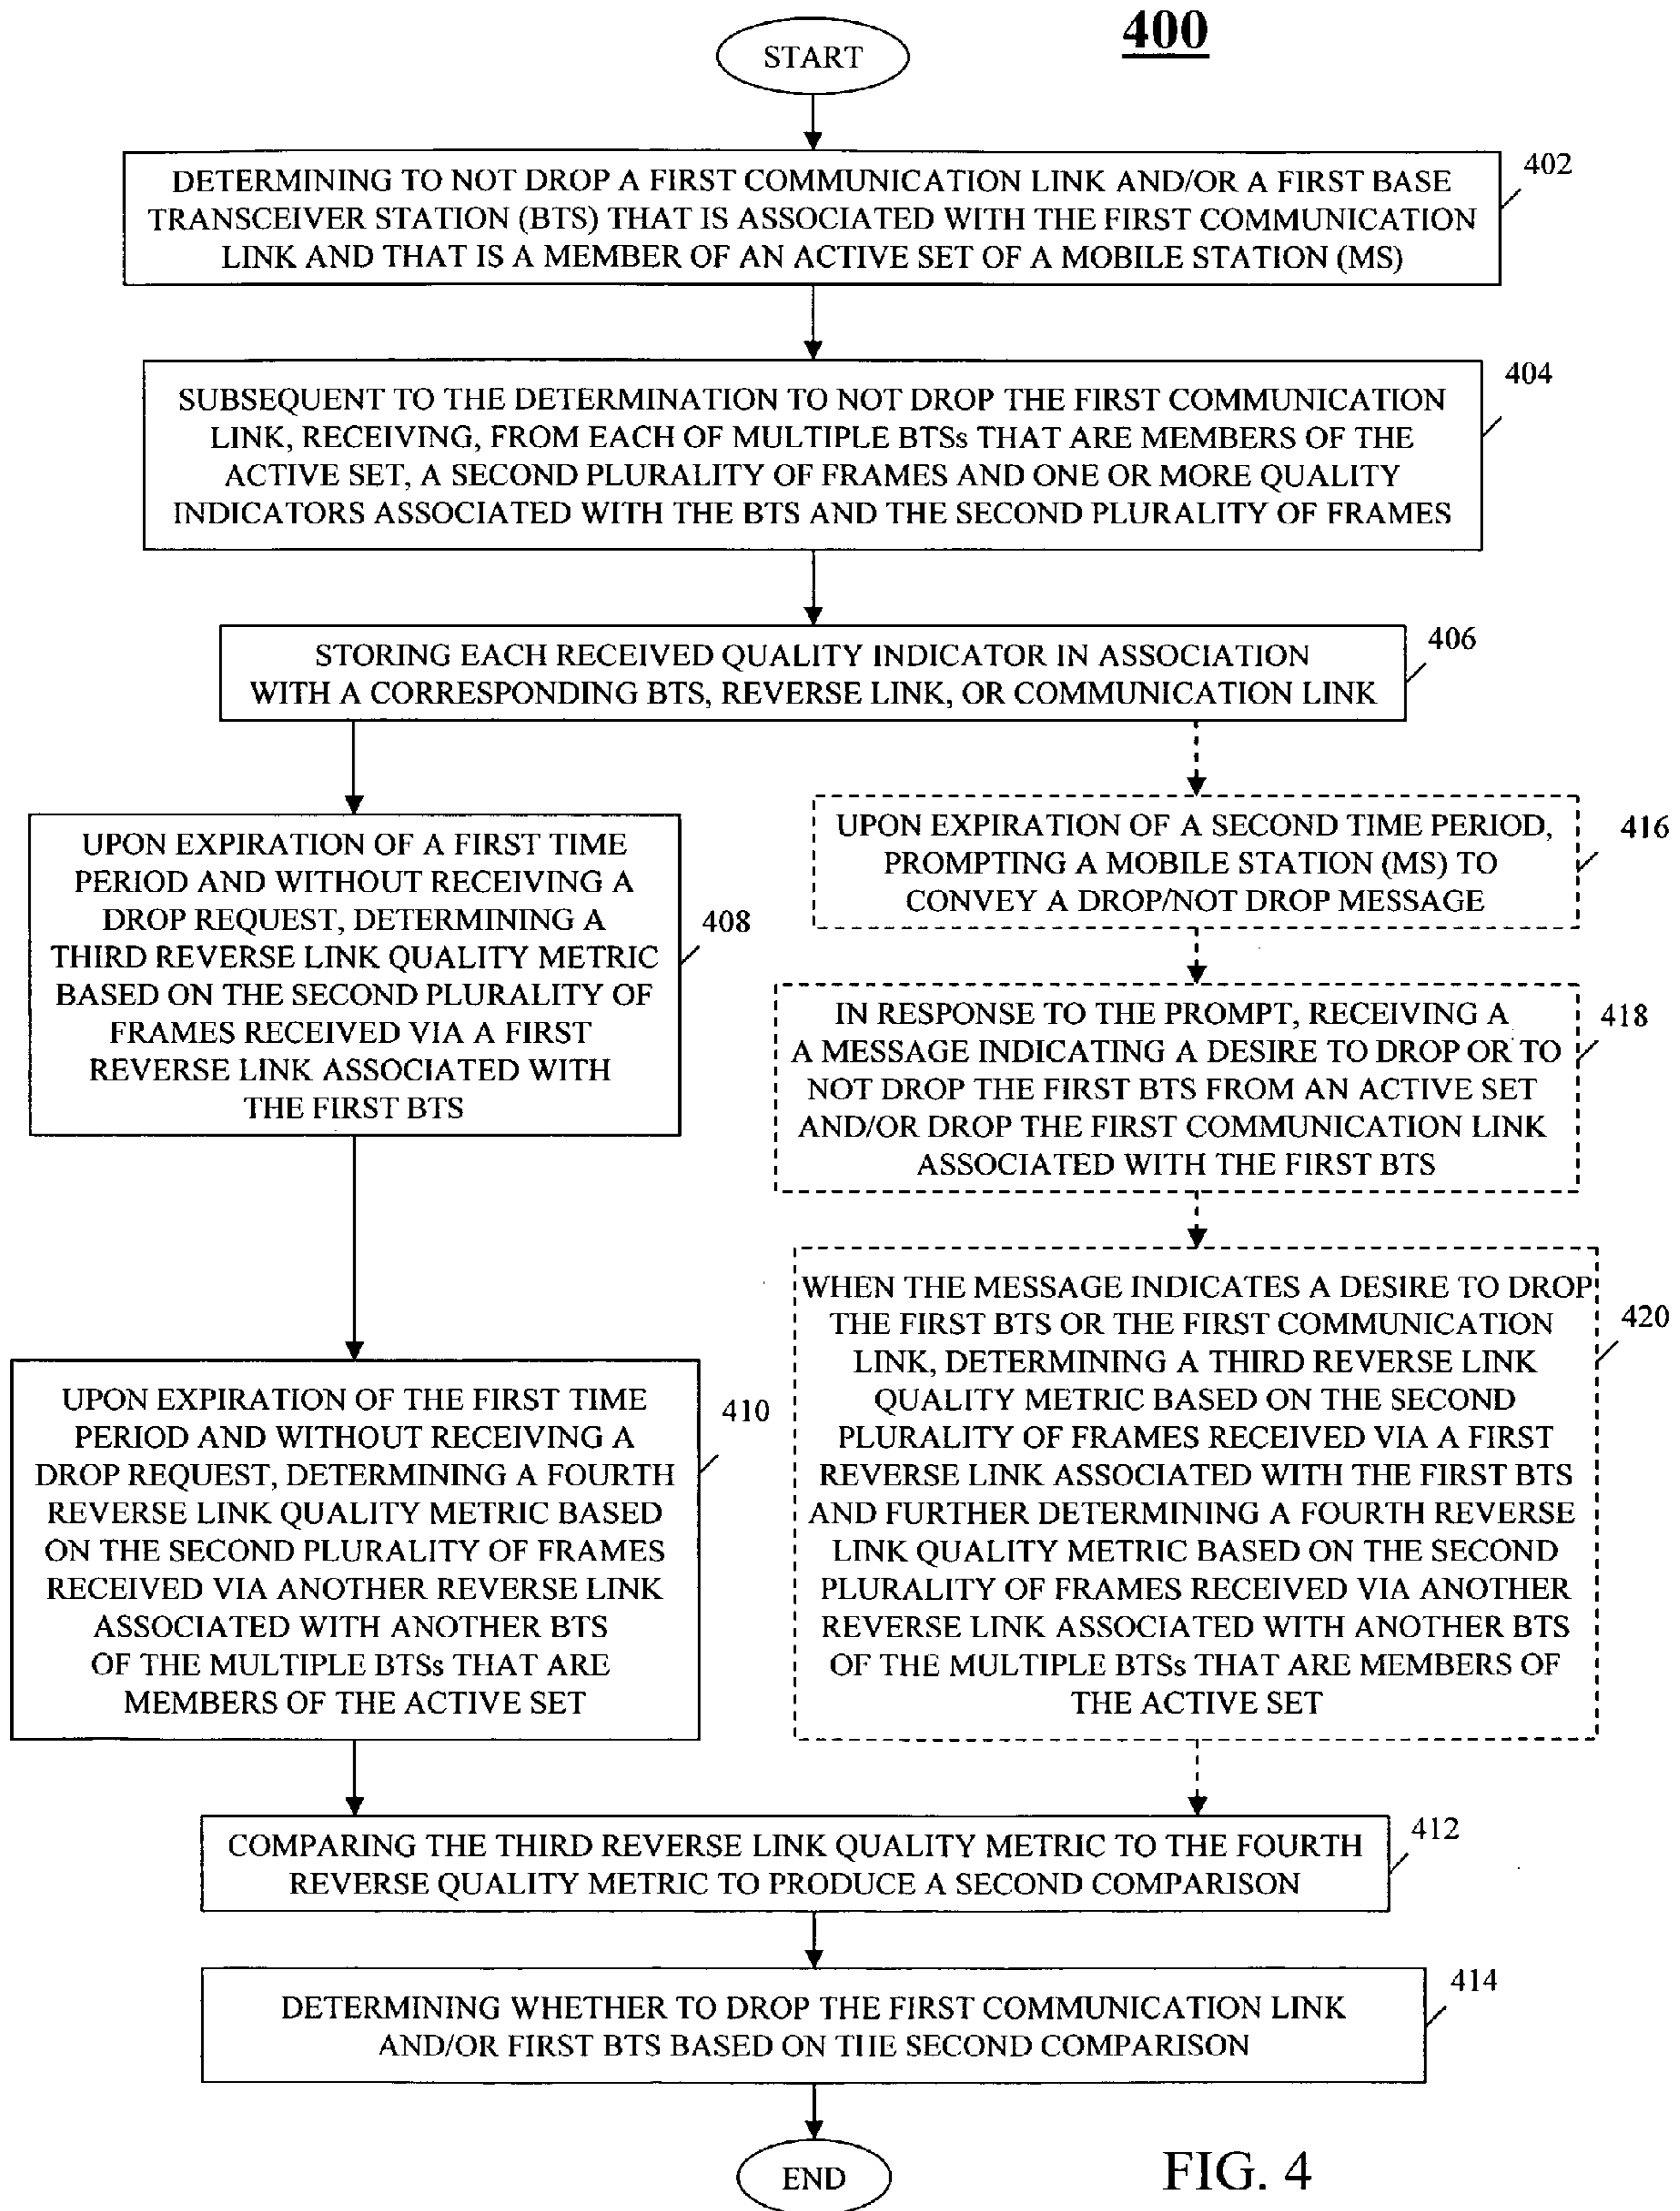 400
START
402
DETERMINING TO NOT DROP A FIRST COMMUNICATION LINK AND/OR A FIRST BASE
TRANSCEIVER STATION (BTS) THAT IS ASSOCIATED WITH THE FIRST COMMUNICATION
LINK AND THAT IS A MEMBER OF AN ACTIVE SET OF A MOBILE STATION (MS)
404
SUBSEQUENT TO THE DETERMINATION TO NOT DROP THE FIRST COMMUNICATION
LINK, RECEIVING, FROM EACH OF MULTIPLE BTSs THAT ARE MEMBERS OF THE
ACTIVE SET, A SECOND PLURALITY OF FRAMES AND ONE OR MORE QUALITY
INDICATORS ASSOCIATED WITH THE BTS AND THE SECOND PLURALITY OF FRAMES
406
STORING EACH RECEIVED QUALITY INDICATOR IN ASSOCIATION
WITH A CORRESPONDING BTS, REVERSE LINK, OR COMMUNICATION LINK
UPON EXPIRATION OF A FIRST TIME
PERIOD AND WITHOUT RECEIVING A
DROP REQUEST, DETERMINING A
THIRD REVERSE LINK QUALITY METRIC
BASED ON THE SECOND PLURALITY OF
FRAMES RECEIVED VIA A FIRST
REVERSE LINK ASSOCIATED WITH
THE FIRST BTS
408
UPON EXPIRATION OF THE FIRST TIME
PERIOD AND WITHOUT RECEIVING A
DROP REQUEST, DETERMINING A FOURTH
REVERSE LINK QUALITY METRIC BASED
ON THE SECOND PLURALITY OF FRAMES
RECEIVED VIA ANOTHER REVERSE LINK
ASSOCIATED WITH ANOTHER BTS
OF THE MULTIPLE BTSs THAT ARE
MEMBERS OF THE ACTIVE SET
410
UPON EXPIRATION OF A SECOND TIME PERIOD,
PROMPTING A MOBILE STATION (MS) TO
CONVEY A DROP/NOT DROP MESSAGE
416
IN RESPONSE TO THE PROMPT, RECEIVING A
A MESSAGE INDICATING A DESIRE TO DROP OR TO
NOT DROP THE FIRST BTS FROM AN ACTIVE SET
AND/OR DROP THE FIRST COMMUNICATION LINK
ASSOCIATED WITH THE FIRST BTS
418
WHEN THE MESSAGE INDICATES A DESIRE TO DROP
THE FIRST BTS OR THE FIRST COMMUNICATION
LINK, DETERMINING A THIRD REVERSE LINK
QUALITY METRIC BASED ON THE SECOND
PLURALITY OF FRAMES RECEIVED VIA A FIRST
REVERSE LINK ASSOCIATED WITH THE FIRST BTS
AND FURTHER DETERMINING A FOURTH REVERSE
LINK QUALITY METRIC BASED ON THE SECOND
PLURALITY OF FRAMES RECEIVED VIA ANOTHER
REVERSE LINK ASSOCIATED WITH ANOTHER BTS
OF THE MULTIPLE BTSs THAT ARE MEMBERS OF
THE ACTIVE SET
420
COMPARING THE THIRD REVERSE LINK QUALITY METRIC TO THE FOURTH
REVERSE QUALITY METRIC TO PRODUCE A SECOND COMPARISON
412
DETERMINING WHETHER TO DROP THE FIRST COMMUNICATION LINK
AND/OR FIRST BTS BASED ON THE SECOND COMPARISON
414
END
FIG. 4